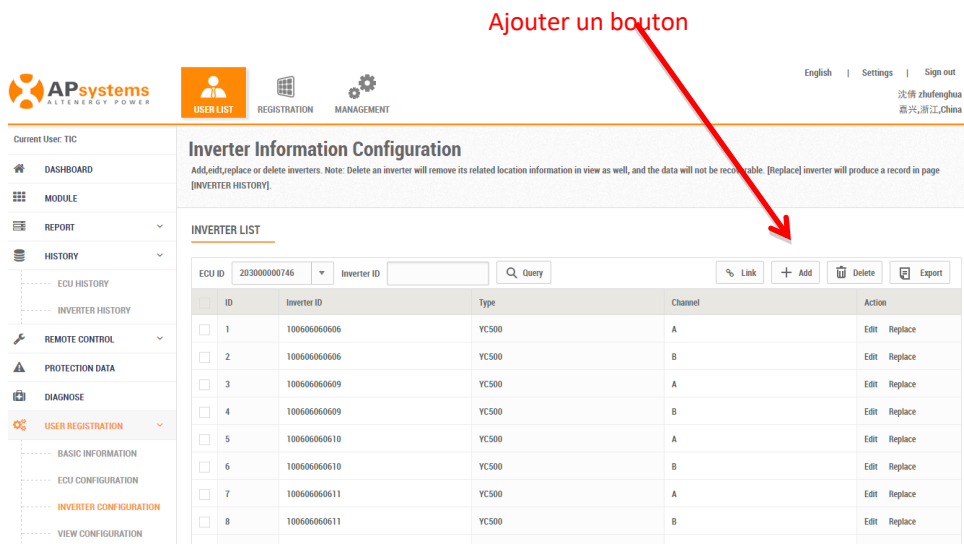 Ajouter un bouton
APsystems
ALTENERGY POWER
USER LIST
REGISTRATION
MANAGEMENT
English | Settings | Sign out
沈倩 zhufenghua
嘉兴,浙江,China
Current User: TIC
DASHBOARD
MODULE
REPORT
HISTORY
ECU HISTORY
INVERTER HISTORY
REMOTE CONTROL
PROTECTION DATA
DIAGNOSE
USER REGISTRATION
BASIC INFORMATION
ECU CONFIGURATION
INVERTER CONFIGURATION
VIEW CONFIGURATION
Inverter Information Configuration
Add,eidt,replace or delete inverters. Note: Delete an inverter will remove its related location information in view as well, and the data will not be recoverable. [Replace] inverter will produce a record in page
[INVERTER HISTORY].
INVERTER LIST
ECU ID 203000000746 Inverter ID Query Link Add Delete Export
ID Inverter ID Type Channel Action
1 100606060606 YC500 A Edit Replace
2 100606060606 YC500 B Edit Replace
3 100606060609 YC500 A Edit Replace
4 100606060609 YC500 B Edit Replace
5 100606060610 YC500 A Edit Replace
6 100606060610 YC500 B Edit Replace
7 100606060611 YC500 A Edit Replace
8 100606060611 YC500 B Edit Replace